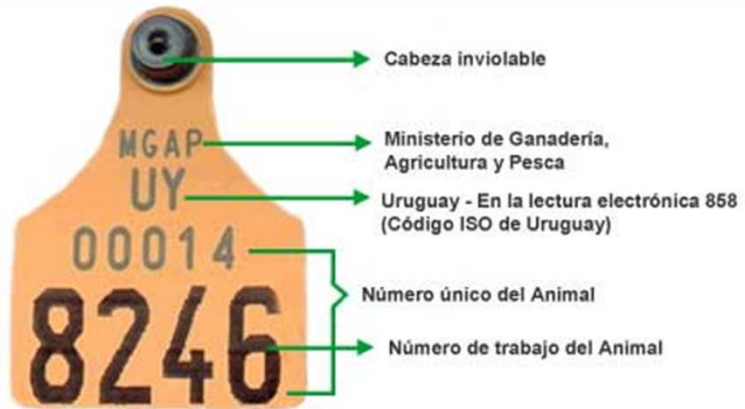 Cabeza inviolable
MGAP
Ministerio de Ganadería,
Agricultura y Pesca
UY
Uruguay - En la lectura electrónica 858
(Código ISO de Uruguay)
00014
Número único del Animal
8246
Número de trabajo del Animal